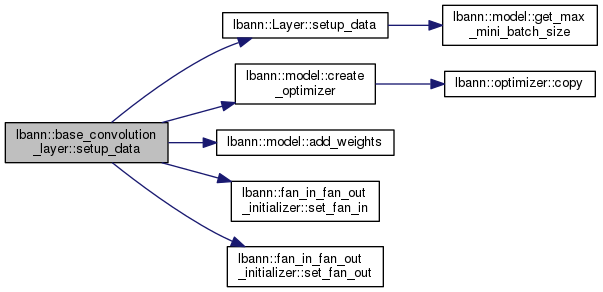 lbann::base_convolution
_layer::setup_data
lbann::Layer::setup_data
lbann::model::get_max
_mini_batch_size
lbann::model::create
_optimizer
lbann::optimizer::copy
lbann::model::add_weights
lbann::fan_in_fan_out
_initializer::set_fan_in
lbann::fan_in_fan_out
_initializer::set_fan_out